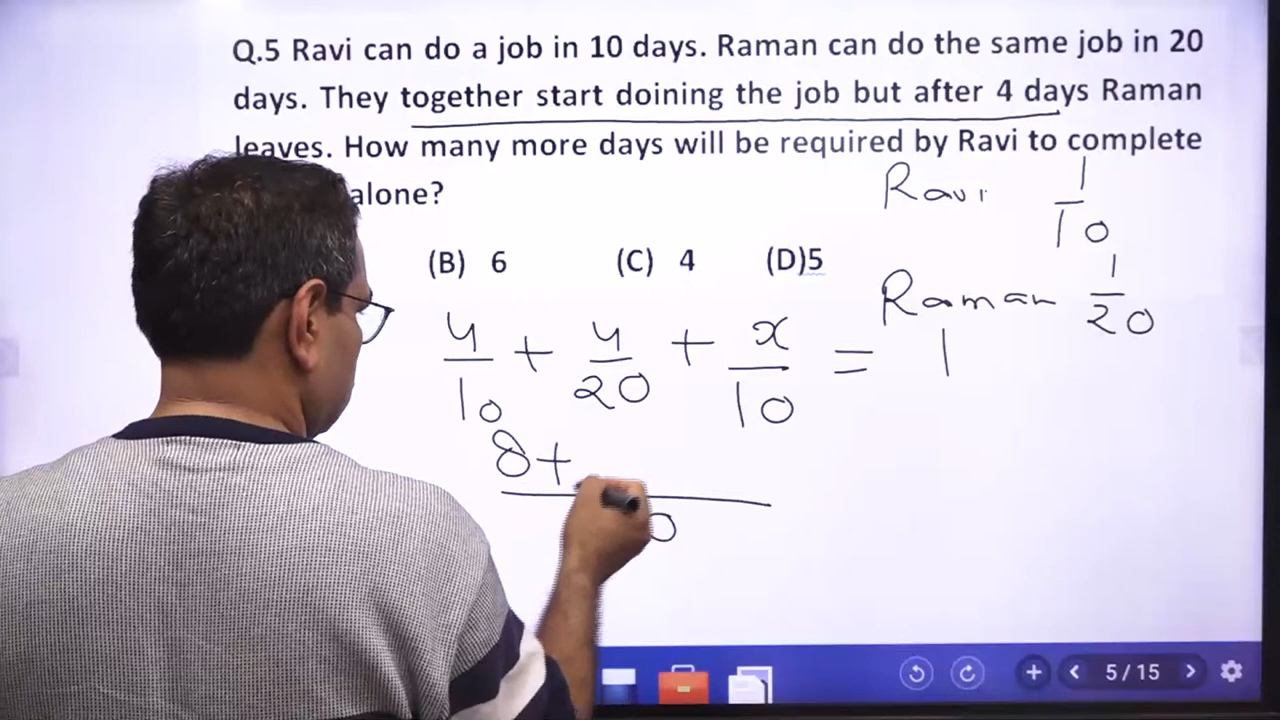 Q.5 Ravi can do a job in 10 days. Raman can do the same job in 20
days. They together start doining the job but after 4 days Raman
leaves. How many more days will be required by Ravi to complete
alone?
Ravi 1/10
(B) 6 (C) 4 (D)5
Raman 1/20
4/10 + 4/20 + x/10 = 1
8+
0
5 / 15